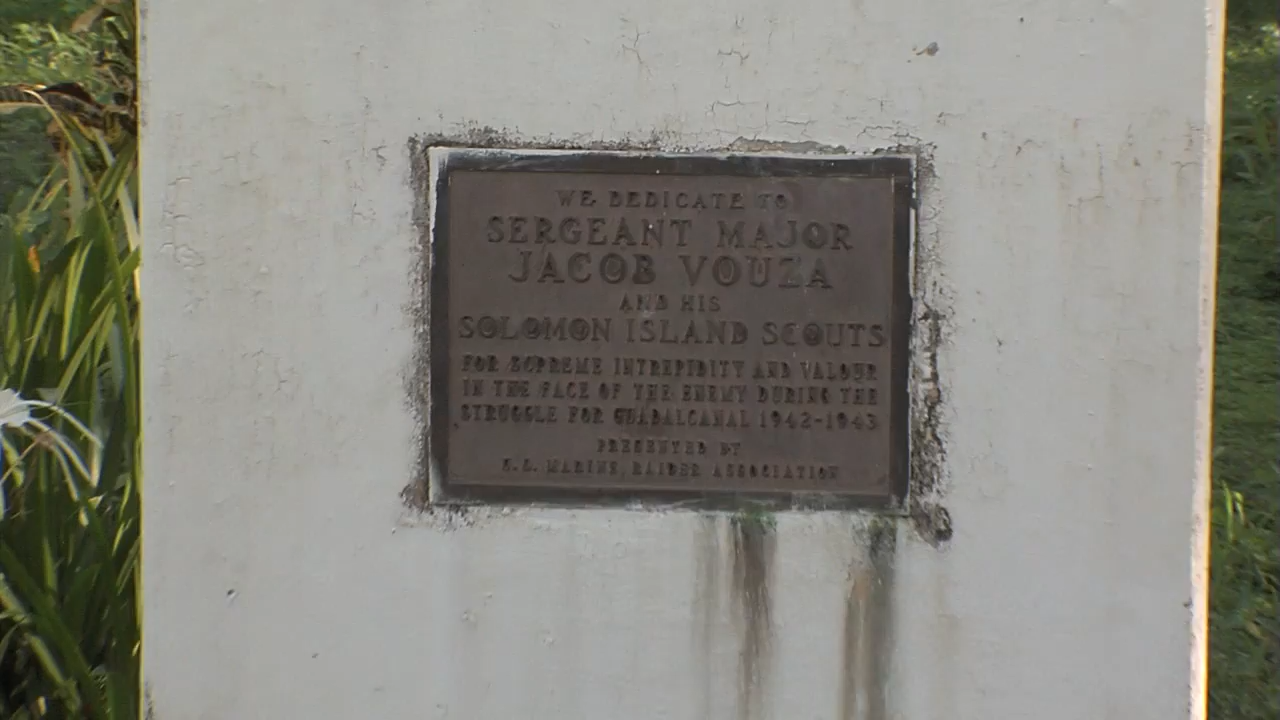 WE DEDICATE TO
SERGEANT MAJOR
JACOB VOUZA
AND HIS
SOLOMON ISLAND SCOUTS
FOR SUPREME INTREPIDITY AND VALOUR
IN THE FACE OF THE ENEMY DURING THE
STRUGGLE FOR GUADALCANAL 1942-1943
PRESENTED BY
U.S. MARINE RAIDER ASSOCIATION